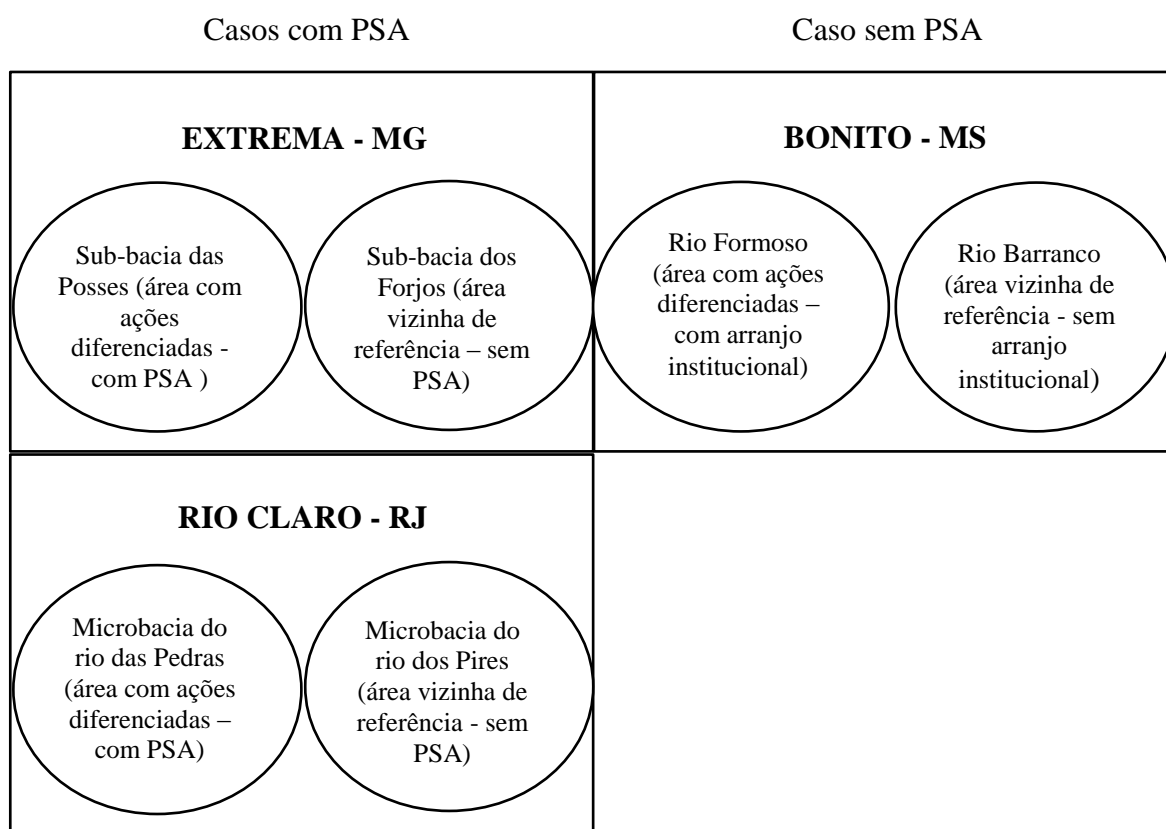 Casos com PSA
Caso sem PSA
EXTREMA - MG
Sub-bacia das
Posses (área com
ações
diferenciadas -
com PSA )
Sub-bacia dos
Forjos (área
vizinha de
referência – sem
PSA)
BONITO - MS
Rio Formoso
(área com ações
diferenciadas –
com arranjo
institucional)
Rio Barranco
(área vizinha de
referência - sem
arranjo
institucional)
RIO CLARO - RJ
Microbacia do
rio das Pedras
(área com ações
diferenciadas –
com PSA)
Microbacia do
rio dos Pires
(área vizinha de
referência - sem
PSA)